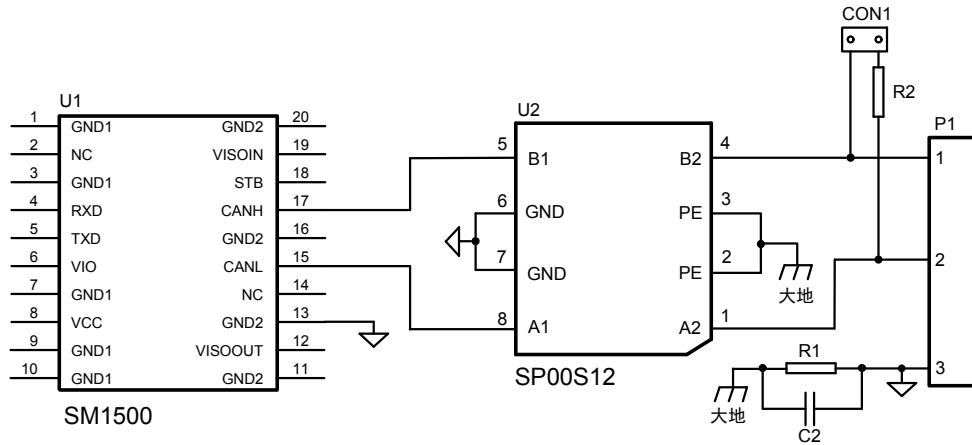 CON1
R2
U1
1 GND1 GND2 20
2 NC VISOIN 19
3 GND1 STB 18
4 RXD CANH 17
5 TXD GND2 16
6 VIO CANL 15
7 GND1 NC 14
8 VCC GND2 13
9 GND1 VISOOUT 12
10 GND1 GND2 11
SM1500
U2
5 B1 B2 4
6 GND PE 3
7 GND PE 2
8 A1 A2 1
SP00S12
大地
P1
1
2
3
R1
大地
C2